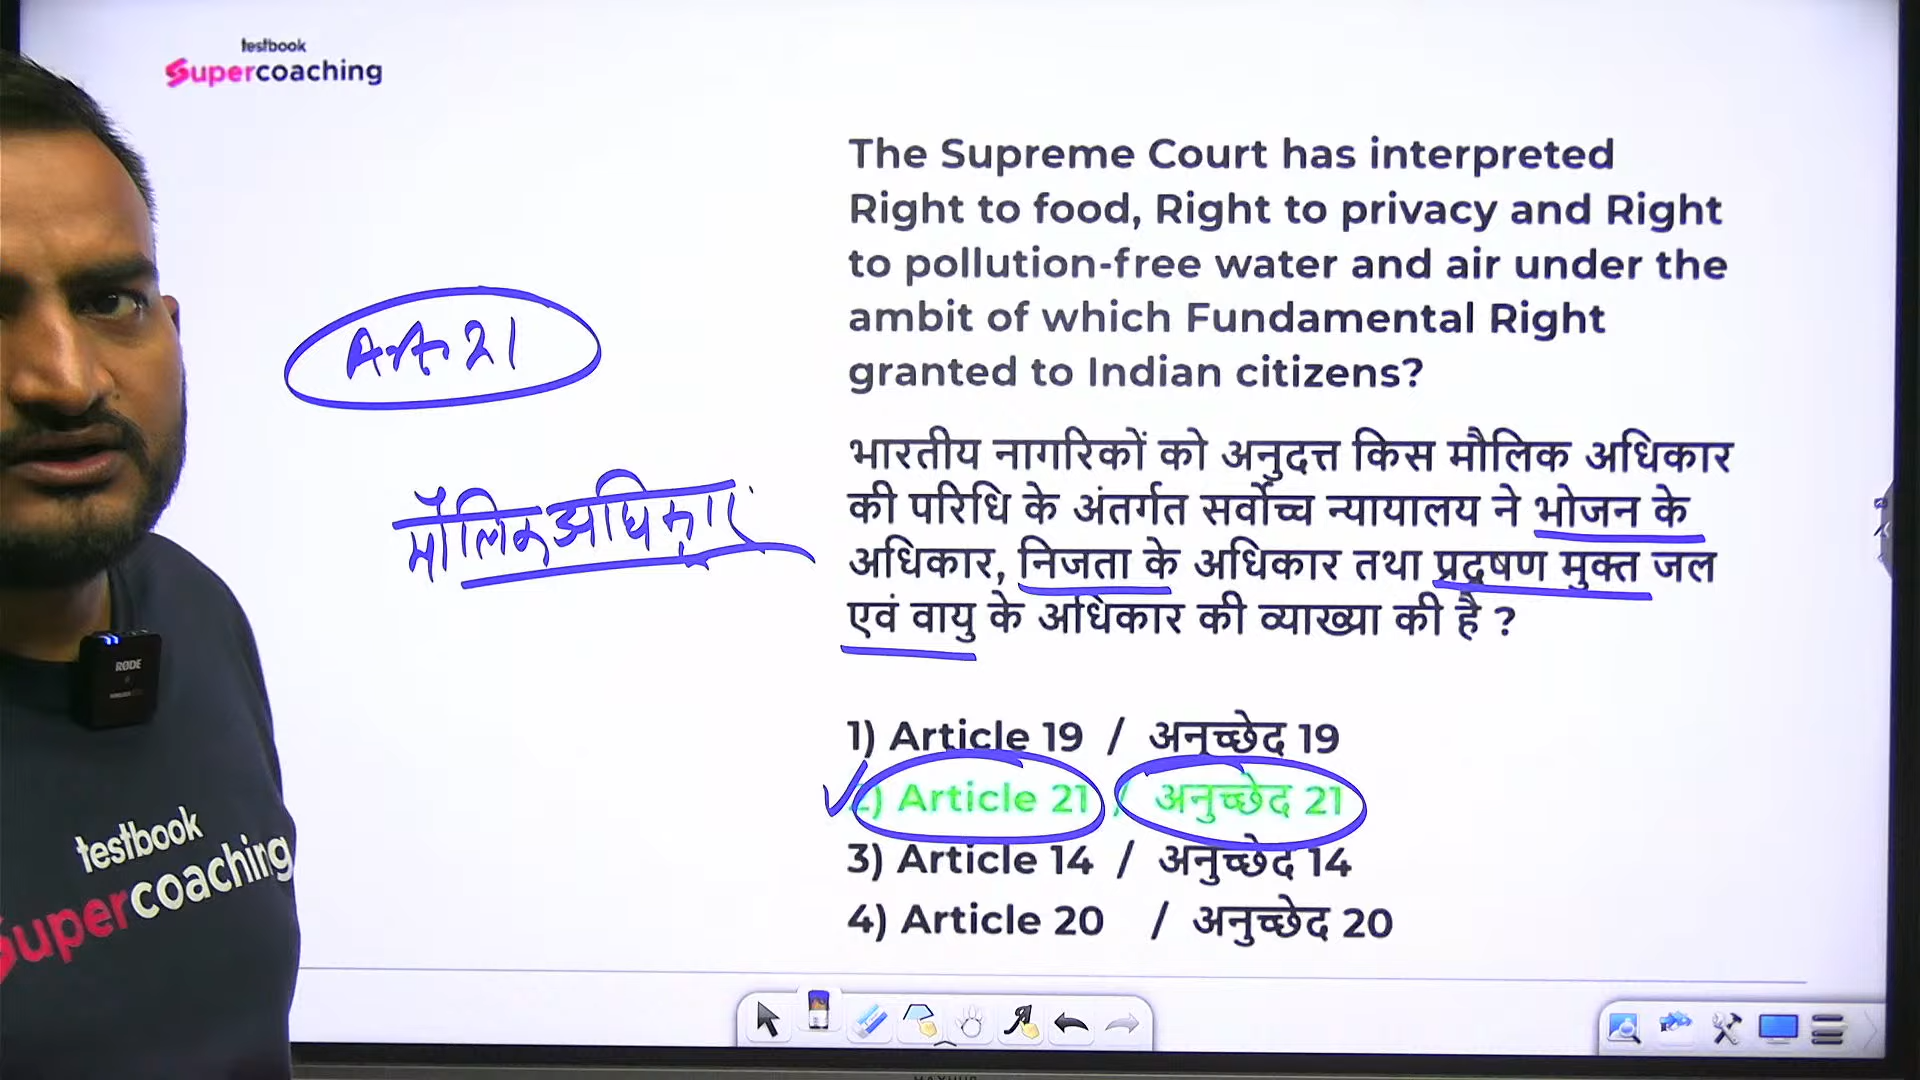 testbook
Supercoaching
The Supreme Court has interpreted
Right to food, Right to privacy and Right
to pollution-free water and air under the
ambit of which Fundamental Right
granted to Indian citizens?
Art 21
मौलिक अधिकार
भारतीय नागरिकों को अनुदत्त किस मौलिक अधिकार
की परिधि के अंतर्गत सर्वोच्च न्यायालय ने भोजन के
अधिकार, निजता के अधिकार तथा प्रदूषण मुक्त जल
एवं वायु के अधिकार की व्याख्या की है ?
1) Article 19 / अनुच्छेद 19
2) Article 21 / अनुच्छेद 21
3) Article 14 / अनुच्छेद 14
4) Article 20 / अनुच्छेद 20
RØDE
testbook
Supercoaching